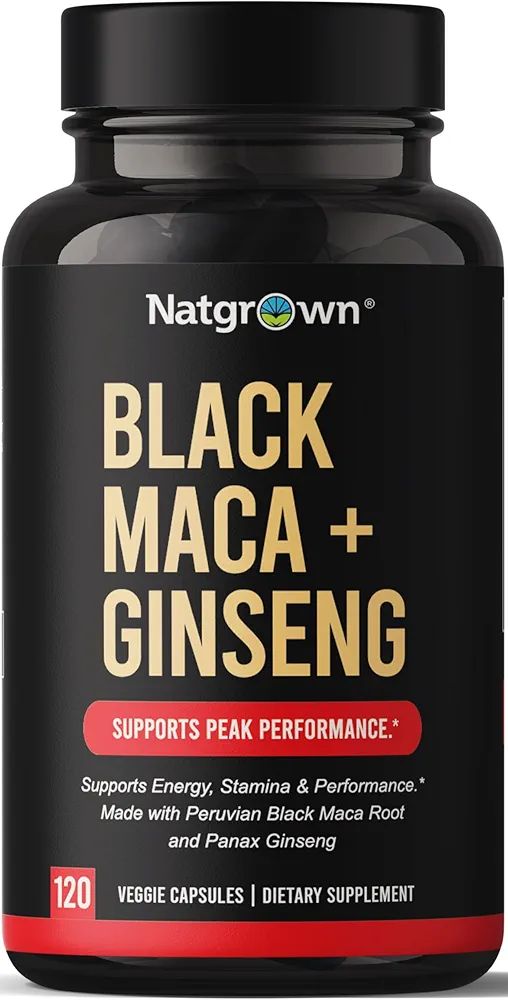 Natgrown®
BLACK
MACA +
GINSENG
SUPPORTS PEAK PERFORMANCE.*
Supports Energy, Stamina & Performance.*
Made with Peruvian Black Maca Root
and Panax Ginseng
120
VEGGIE CAPSULES | DIETARY SUPPLEMENT